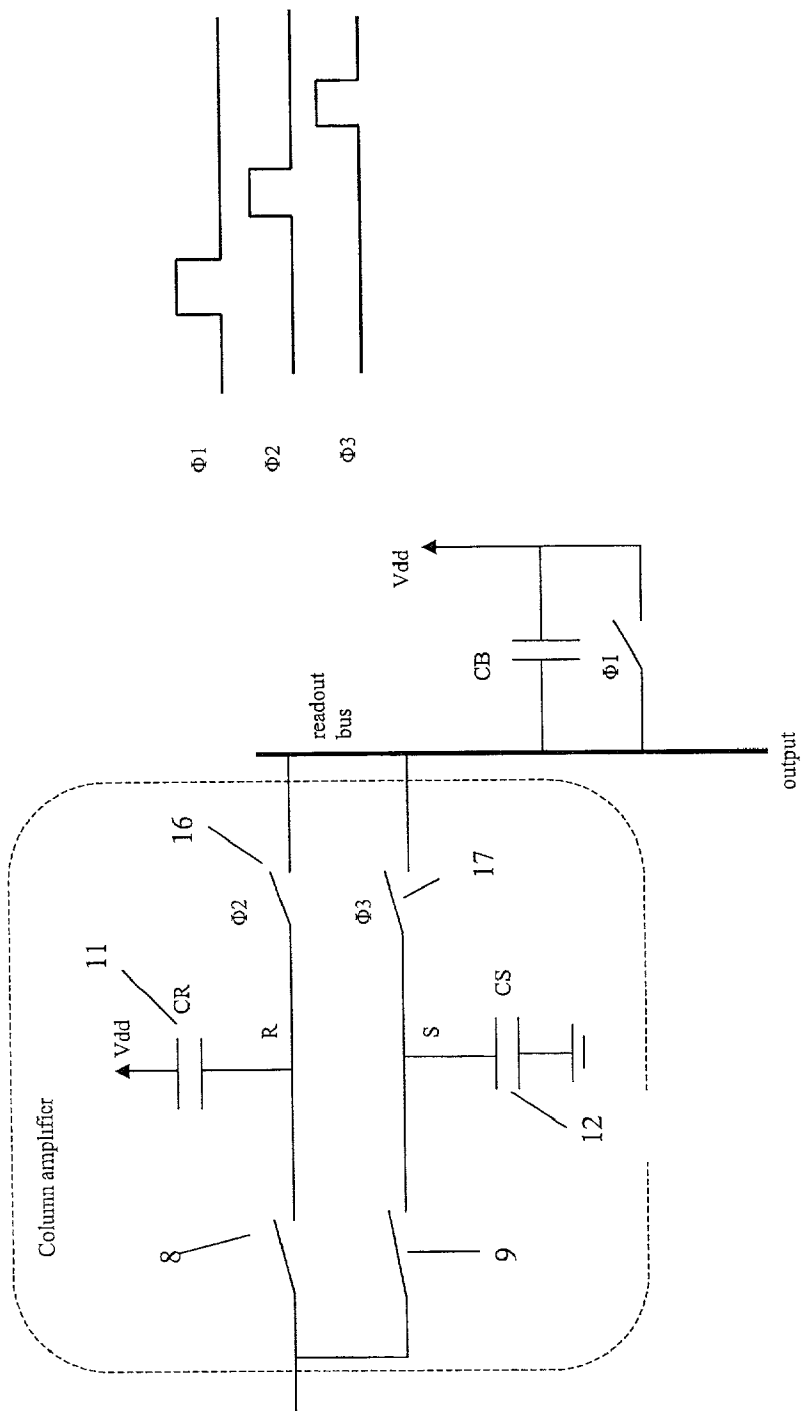 Column amplifier
Vdd
11
CR
R
8
Φ2
16
readout
bus
9
S
CS
12
Φ3
17
CB
Φ1
Vdd
output
Φ1
Φ2
Φ3